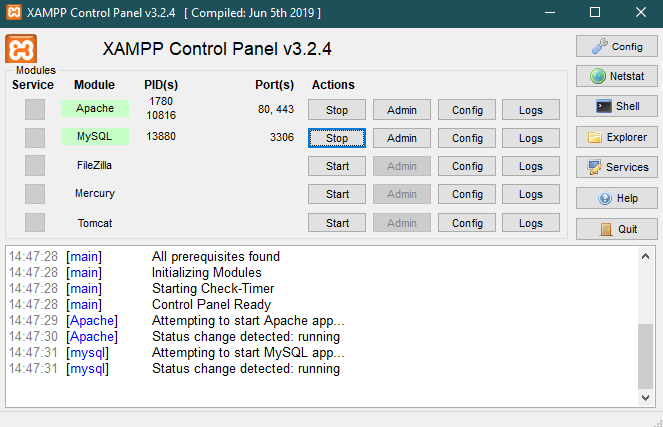 XAMPP Control Panel v3.2.4 [ Compiled: Jun 5th 2019 ]
XAMPP Control Panel v3.2.4
Config
Modules
Service Module PID(s) Port(s) Actions
Netstat
Apache 1780 10816 80, 443 Stop Admin Config Logs
Shell
MySQL 13880 3306 Stop Admin Config Logs
Explorer
FileZilla Start Admin Config Logs
Services
Mercury Start Admin Config Logs
Help
Tomcat Start Admin Config Logs
Quit
14:47:28 [main] All prerequisites found
14:47:28 [main] Initializing Modules
14:47:28 [main] Starting Check-Timer
14:47:28 [main] Control Panel Ready
14:47:29 [Apache] Attempting to start Apache app...
14:47:30 [Apache] Status change detected: running
14:47:31 [mysql] Attempting to start MySQL app...
14:47:31 [mysql] Status change detected: running